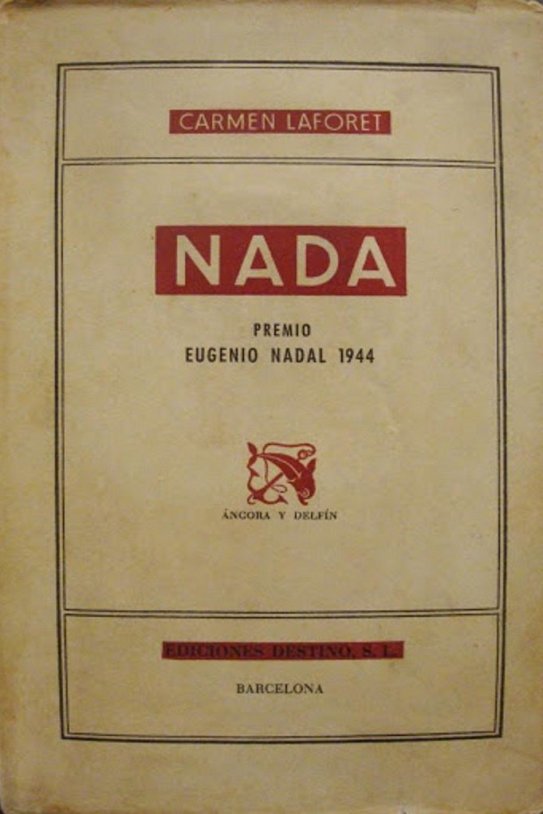 CARMEN LAFORET
NADA
PREMIO
EUGENIO NADAL 1944
ÁNCORA Y DELFÍN
EDICIONES DESTINO, S. L.
BARCELONA